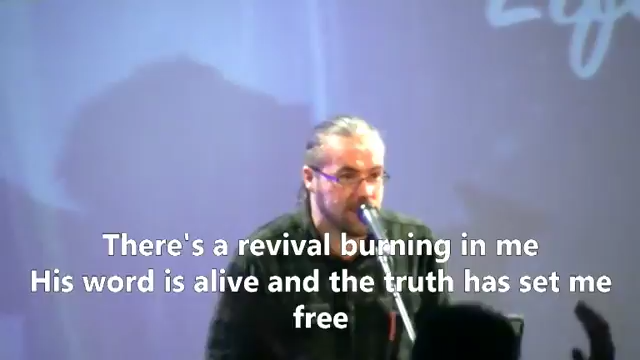 There's a revival burning in me
His word is alive and the truth has set me
free